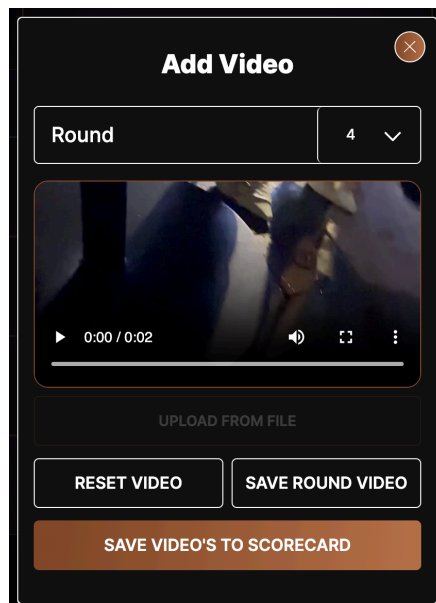 Add Video
Round 4
0:00 / 0:02
UPLOAD FROM FILE
RESET VIDEO SAVE ROUND VIDEO
SAVE VIDEO'S TO SCORECARD